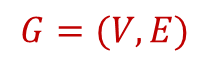 G = (V, E)